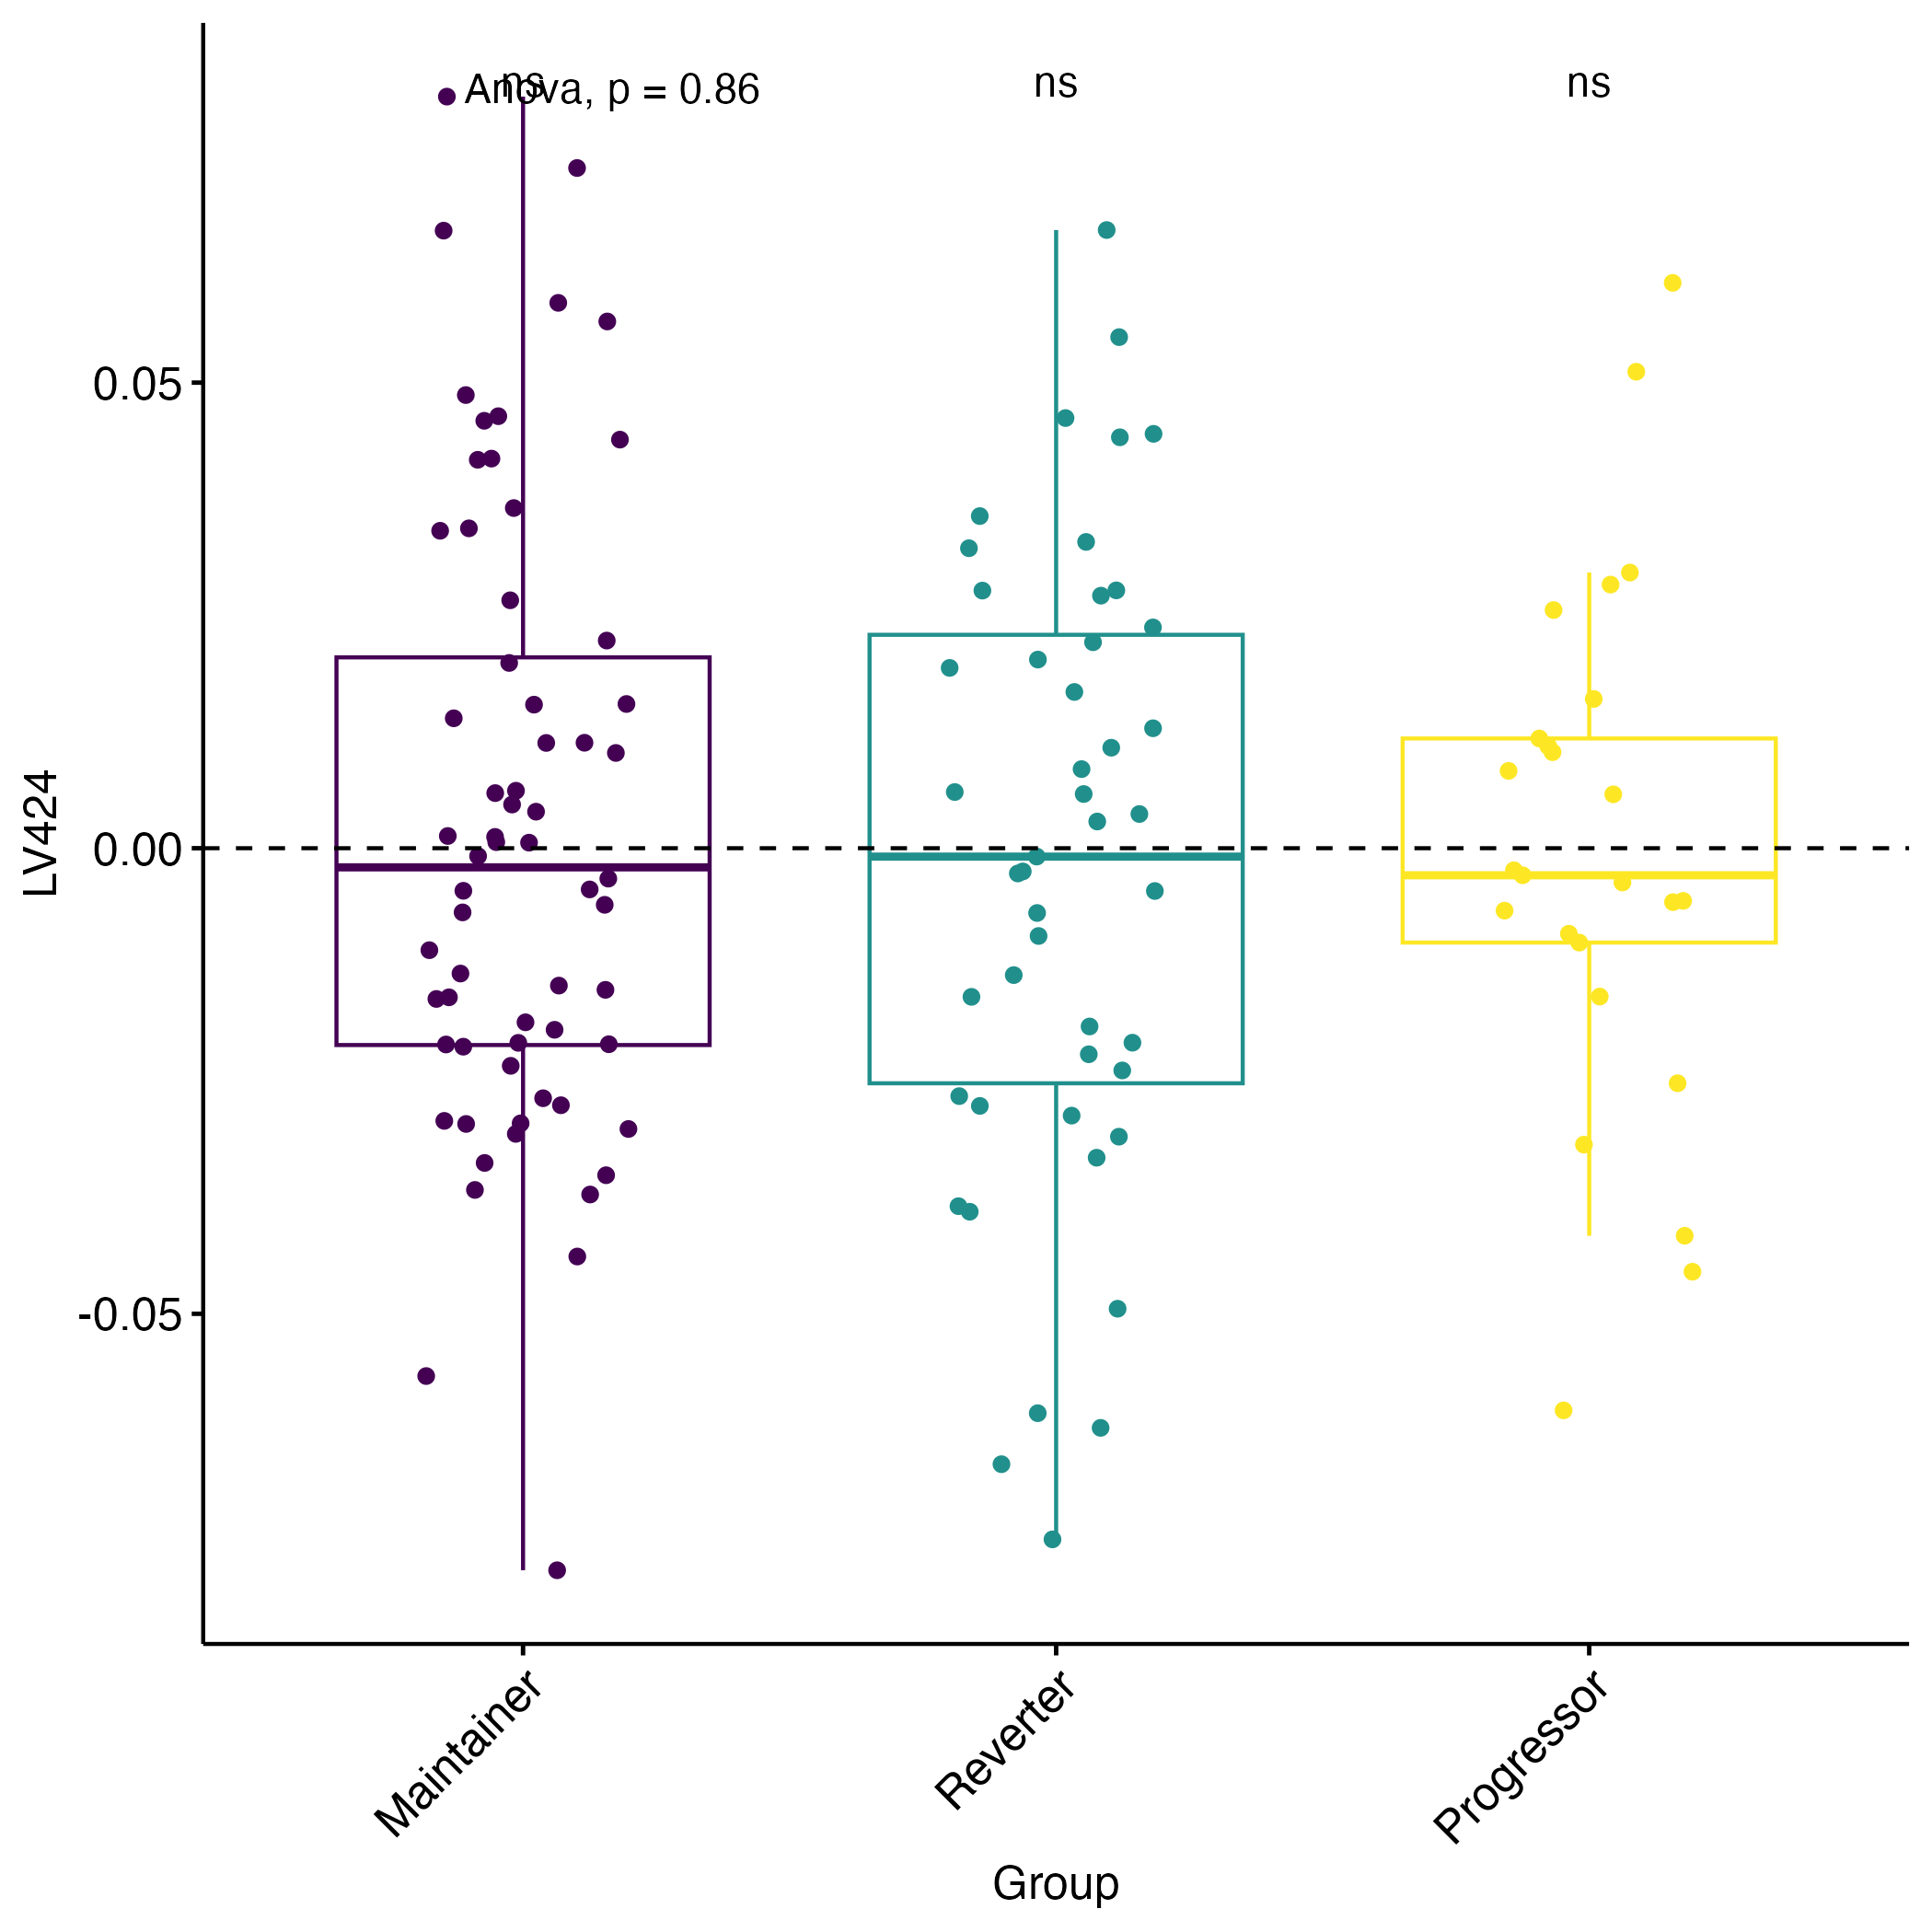 ns
Anova, p = 0.86
ns
ns
0.05
0.00
-0.05
LV424
Maintainer
Reverter
Progressor
Group